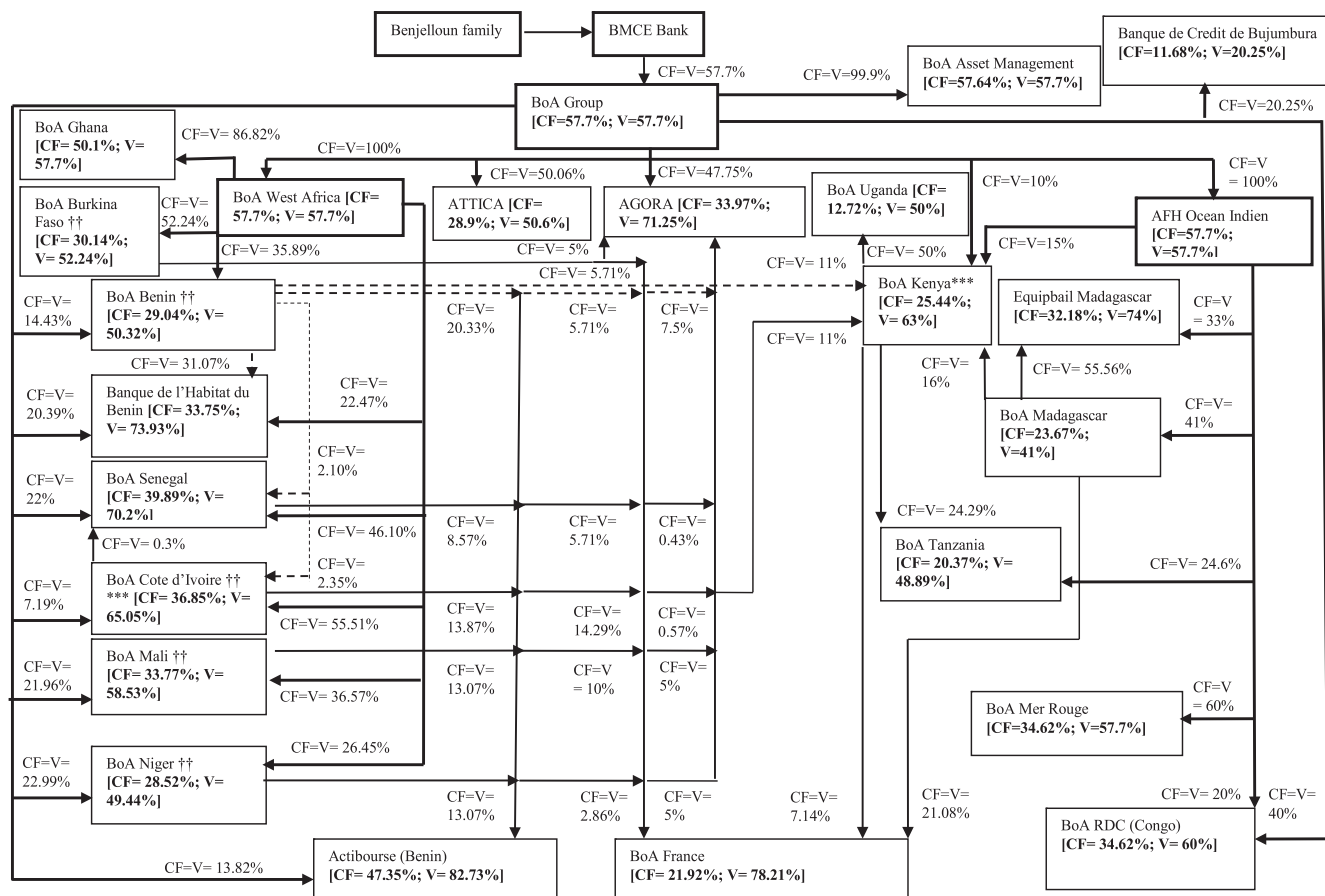 Benjelloun family
BMCE Bank
Banque de Credit de Bujumbura
[CF=11.68%; V=20.25%]
CF=V=57.7%
CF=V=99.9%
BoA Asset Management
[CF=57.64%; V=57.7%]
BoA Group
[CF=57.7%; V=57.7%]
CF=V=20.25%
BoA Ghana
[CF= 50.1%; V=
57.7%]
CF=V= 86.82%
CF=V=100%
CF=V=50.06%
CF=V=47.75%
CF=V=10%
CF=V
= 100%
BoA Burkina
Faso ††
[CF= 30.14%;
V= 52.24%]
CF=V=
52.24%
BoA West Africa [CF=
57.7%; V= 57.7%]
ATTICA [CF=
28.9%; V= 50.6%]
AGORA [CF= 33.97%;
V= 71.25%]
BoA Uganda [CF=
12.72%; V= 50%]
AFH Ocean Indien
[CF=57.7%;
V=57.7%]
CF=V= 35.89%
CF=V= 5%
CF=V= 5.71%
CF=V= 11%
CF=V= 50%
CF=V=15%
CF=V=
14.43%
BoA Benin ††
[CF= 29.04%; V=
50.32%]
CF=V=
20.33%
CF=V=
5.71%
CF=V=
7.5%
CF=V= 11%
BoA Kenya***
[CF= 25.44%;
V= 63%]
Equipbail Madagascar
[CF=32.18%; V=74%]
CF=V
= 33%
CF=V= 31.07%
CF=V=
16%
CF=V= 55.56%
CF=V=
20.39%
Banque de l’Habitat du
Benin [CF= 33.75%;
V= 73.93%]
CF=V=
22.47%
BoA Madagascar
[CF=23.67%;
V=41%]
CF=V=
41%
CF=V=
2.10%
CF=V=
22%
BoA Senegal
[CF= 39.89%; V=
70.2%]
CF=V= 46.10%
CF=V=
8.57%
CF=V=
5.71%
CF=V=
0.43%
CF=V= 24.29%
CF=V= 0.3%
CF=V=
7.19%
BoA Cote d’Ivoire ††
*** [CF= 36.85%; V=
65.05%]
CF=V=
2.35%
CF=V= 55.51%
CF=V=
13.87%
CF=V=
14.29%
CF=V=
0.57%
BoA Tanzania
[CF= 20.37%; V=
48.89%]
CF=V= 24.6%
CF=V=
21.96%
BoA Mali ††
[CF= 33.77%; V=
58.53%]
CF=V= 36.57%
CF=V=
13.07%
CF=V
= 10%
CF=V=
5%
BoA Mer Rouge
[CF=34.62%; V=57.7%]
CF=V
= 60%
CF=V= 26.45%
CF=V=
22.99%
BoA Niger ††
[CF= 28.52%; V=
49.44%]
CF=V=
13.07%
CF=V=
2.86%
CF=V=
5%
CF=V=
7.14%
CF=V=
21.08%
CF=V= 20%
CF=V=
40%
BoA RDC (Congo)
[CF= 34.62%; V= 60%]
CF=V= 13.82%
Actibourse (Benin)
[CF= 47.35%; V= 82.73%]
BoA France
[CF= 21.92%; V= 78.21%]